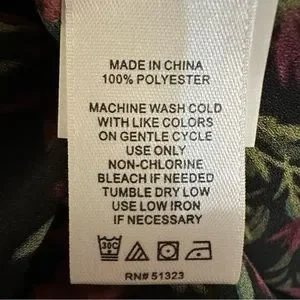 MADE IN CHINA
100% POLYESTER
MACHINE WASH COLD
WITH LIKE COLORS
ON GENTLE CYCLE
USE ONLY
NON-CHLORINE
BLEACH IF NEEDED
TUMBLE DRY LOW
USE LOW IRON
IF NECESSARY
30C
RN# 51323